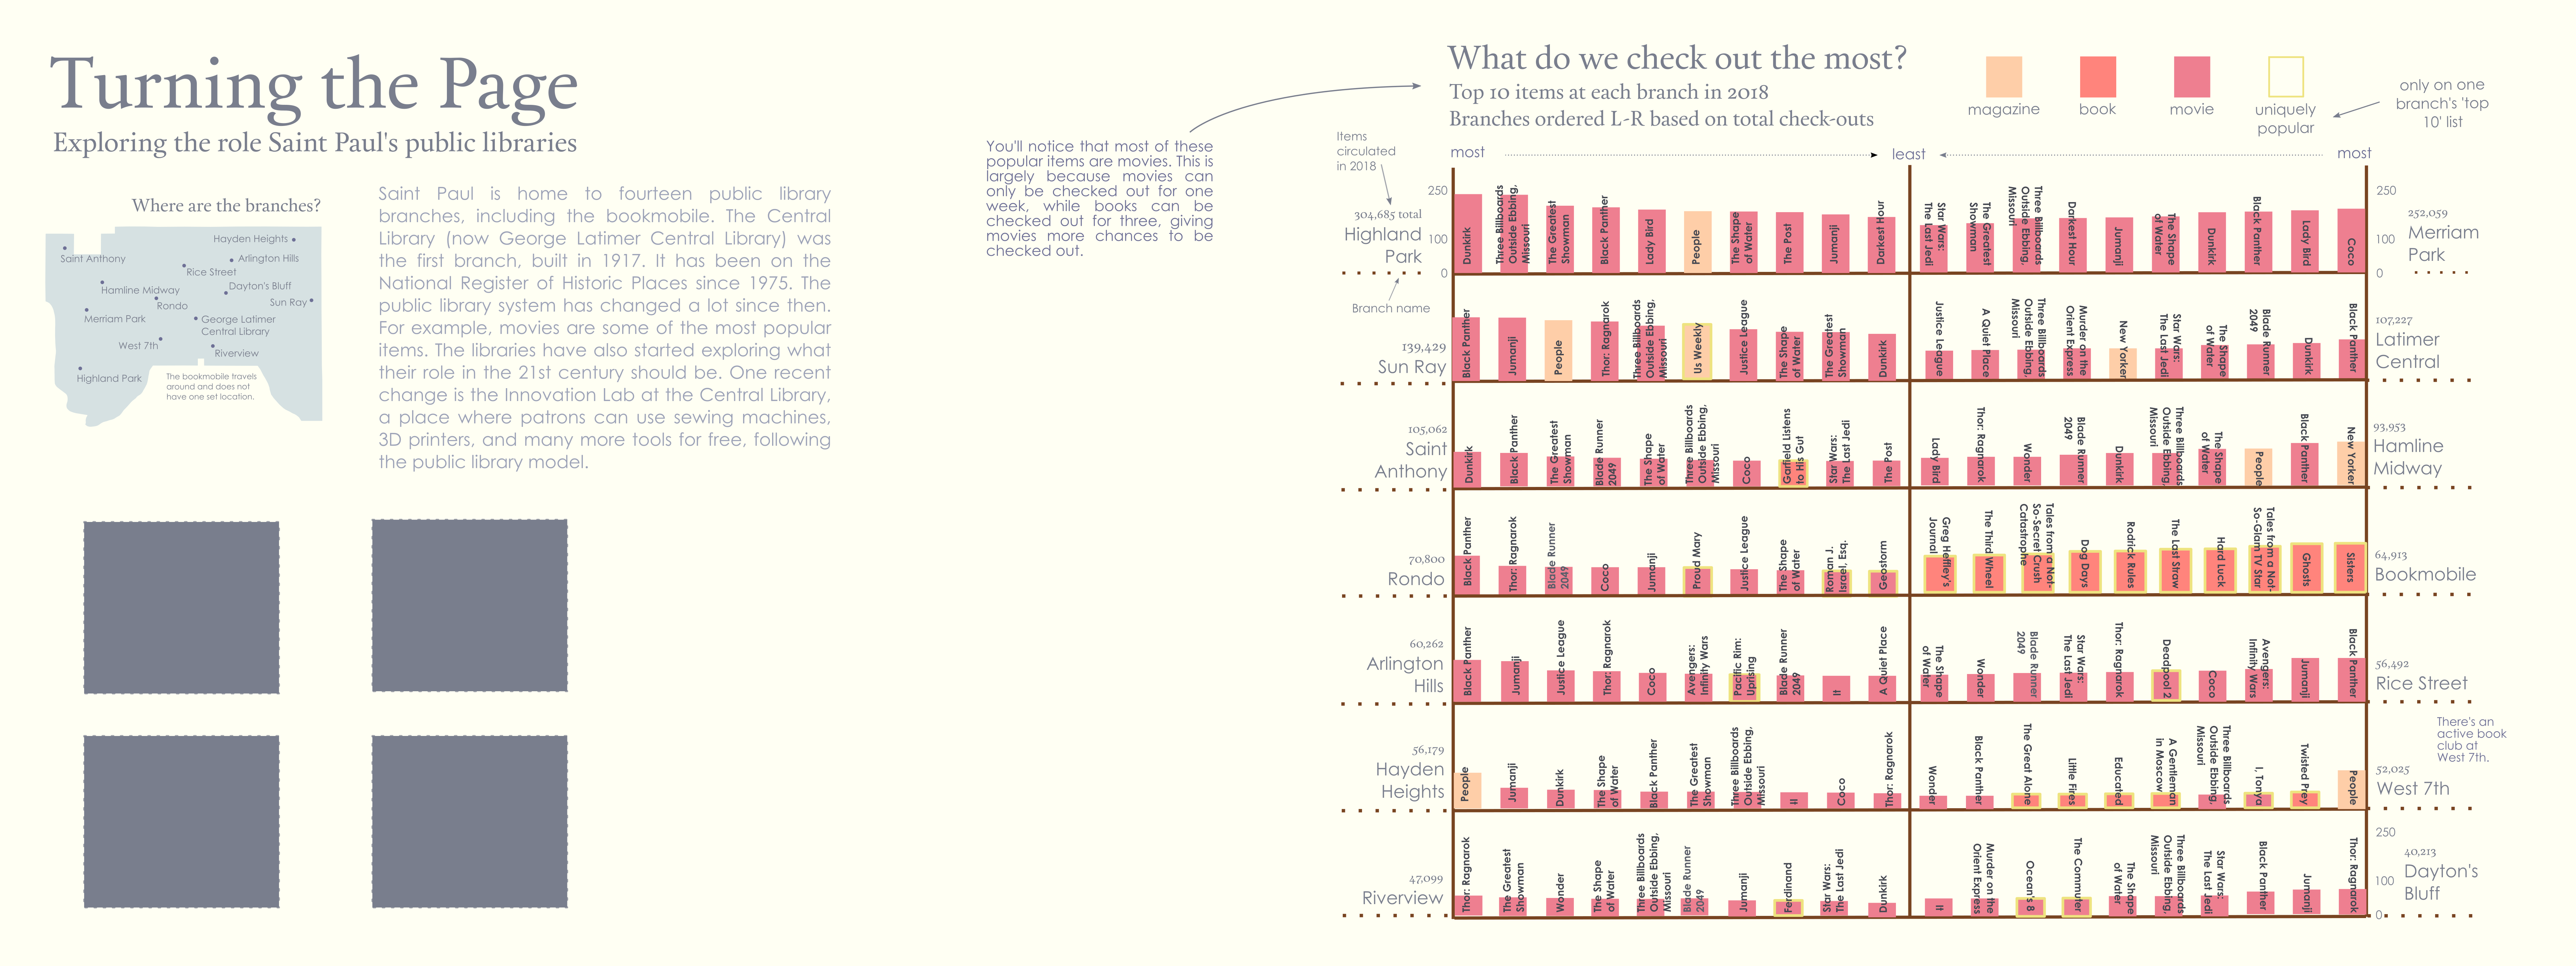 Turning the Page
Exploring the role Saint Paul's public libraries
Where are the branches?
Hayden Heights
Saint Anthony
Arlington Hills
Rice Street
Hamline Midway
Dayton's Bluff
Rondo
Sun Ray
Merriam Park
George Latimer
Central Library
West 7th
Riverview
Highland Park
The bookmobile travels
around and does not
have one set location.
Saint Paul is home to fourteen public library
branches, including the bookmobile. The Central
Library (now George Latimer Central Library) was
the first branch, built in 1917. It has been on the
National Register of Historic Places since 1975. The
public library system has changed a lot since then.
For example, movies are some of the most popular
items. The libraries have also started exploring what
their role in the 21st century should be. One recent
change is the Innovation Lab at the Central Library,
a place where patrons can use sewing machines,
3D printers, and many more tools for free, following
the public library model.
You'll notice that most of these
popular items are movies. This is
largely because movies can
only be checked out for one
week, while books can be
checked out for three, giving
movies more chances to be
checked out.
What do we check out the most?
Top 10 items at each branch in 2018
Branches ordered L-R based on total check-outs
magazine
book
movie
uniquely
popular
only on one
branch's 'top
10' list
Items
circulated
in 2018
most
least
most
250
100
0
304,685 total
Highland
Park
Branch name
Dunkirk
Three Billboards
Outside Ebbing,
Missouri
The Greatest
Showman
Black Panther
Lady Bird
People
The Shape
of Water
The Post
Jumanji
Darkest Hour
Star Wars:
The Last Jedi
The Greatest
Showman
Three Billboards
Outside Ebbing,
Missouri
Darkest Hour
Jumanji
The Shape
of Water
Dunkirk
Black Panther
Lady Bird
Coco
250
100
0
252,059
Merriam
Park
139,429
Sun Ray
Black Panther
Jumanji
People
Thor: Ragnarok
Three Billboards
Outside Ebbing,
Missouri
Us Weekly
Justice League
The Shape
of Water
The Greatest
Showman
Dunkirk
Justice League
A Quiet Place
Three Billboards
Outside Ebbing,
Missouri
Murder on the
Orient Express
New Yorker
Star Wars:
The Last Jedi
The Shape
of Water
Blade Runner
2049
Dunkirk
Black Panther
107,227
Latimer
Central
105,062
Saint
Anthony
Dunkirk
Black Panther
The Greatest
Showman
Blade Runner
2049
The Shape
of Water
Three Billboards
Outside Ebbing,
Missouri
Coco
Garfield Listens
to His Gut
Star Wars:
The Last Jedi
The Post
Lady Bird
Thor: Ragnarok
Wonder
Blade Runner
2049
Dunkirk
Three Billboards
Outside Ebbing,
Missouri
The Shape
of Water
People
Black Panther
New Yorker
93,953
Hamline
Midway
70,800
Rondo
Black Panther
Thor: Ragnarok
Blade Runner
2049
Coco
Jumanji
Proud Mary
Justice League
The Shape
of Water
Roman J.
Israel, Esq.
Geostorm
Greg Heffley's
Journal
The Third Wheel
Tales from a Not-
So-Secret Crush
Catastrophe
Dog Days
Rodrick Rules
The Last Straw
Hard Luck
Tales from a Not-
So-Glam TV Star
Ghosts
Sisters
64,913
Bookmobile
60,262
Arlington
Hills
Black Panther
Jumanji
Justice League
Thor: Ragnarok
Coco
Avengers:
Infinity Wars
Pacific Rim:
Uprising
Blade Runner
2049
It
A Quiet Place
The Shape
of Water
Wonder
Blade Runner
2049
Star Wars:
The Last Jedi
Thor: Ragnarok
Deadpool 2
Coco
Avengers:
Infinity Wars
Jumanji
Black Panther
56,492
Rice Street
56,179
Hayden
Heights
People
Jumanji
Dunkirk
The Shape
of Water
Black Panther
The Greatest
Showman
Three Billboards
Outside Ebbing,
Missouri
It
Coco
Thor: Ragnarok
Wonder
Black Panther
The Great Alone
Little Fires
Educated
A Gentleman
in Moscow
Three Billboards
Outside Ebbing,
Missouri
I, Tonya
Twisted Prey
People
There's an
active book
club at
West 7th.
52,025
West 7th
47,099
Riverview
Thor: Ragnarok
The Greatest
Showman
Wonder
The Shape
of Water
Three Billboards
Outside Ebbing,
Missouri
Blade Runner
2049
Jumanji
Ferdinand
Star Wars:
The Last Jedi
Dunkirk
It
Murder on the
Orient Express
Ocean's 8
The Commuter
The Shape
of Water
Three Billboards
Outside Ebbing,
Missouri
Star Wars:
The Last Jedi
Black Panther
Jumanji
Thor: Ragnarok
250
100
0
40,213
Dayton's
Bluff